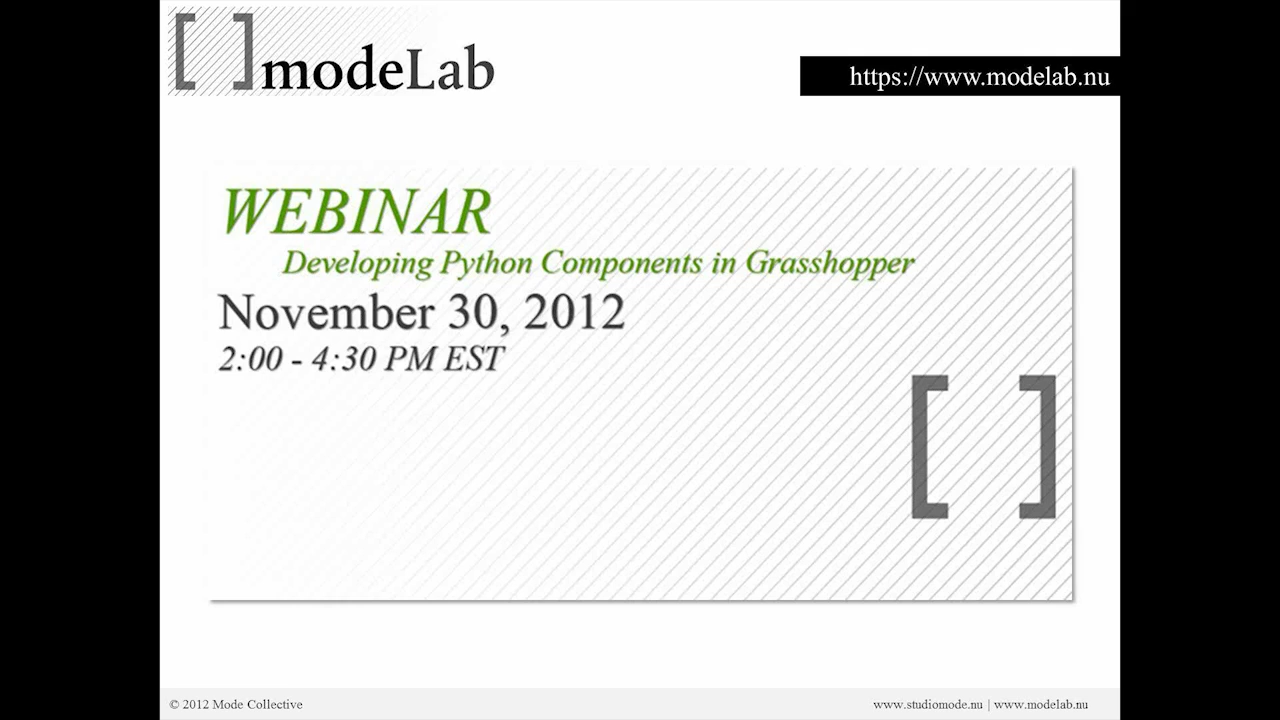 [ ] modeLab
https://www.modelab.nu
WEBINAR
Developing Python Components in Grasshopper
November 30, 2012
2:00 - 4:30 PM EST
[ ]
© 2012 Mode Collective
www.studiomode.nu | www.modelab.nu